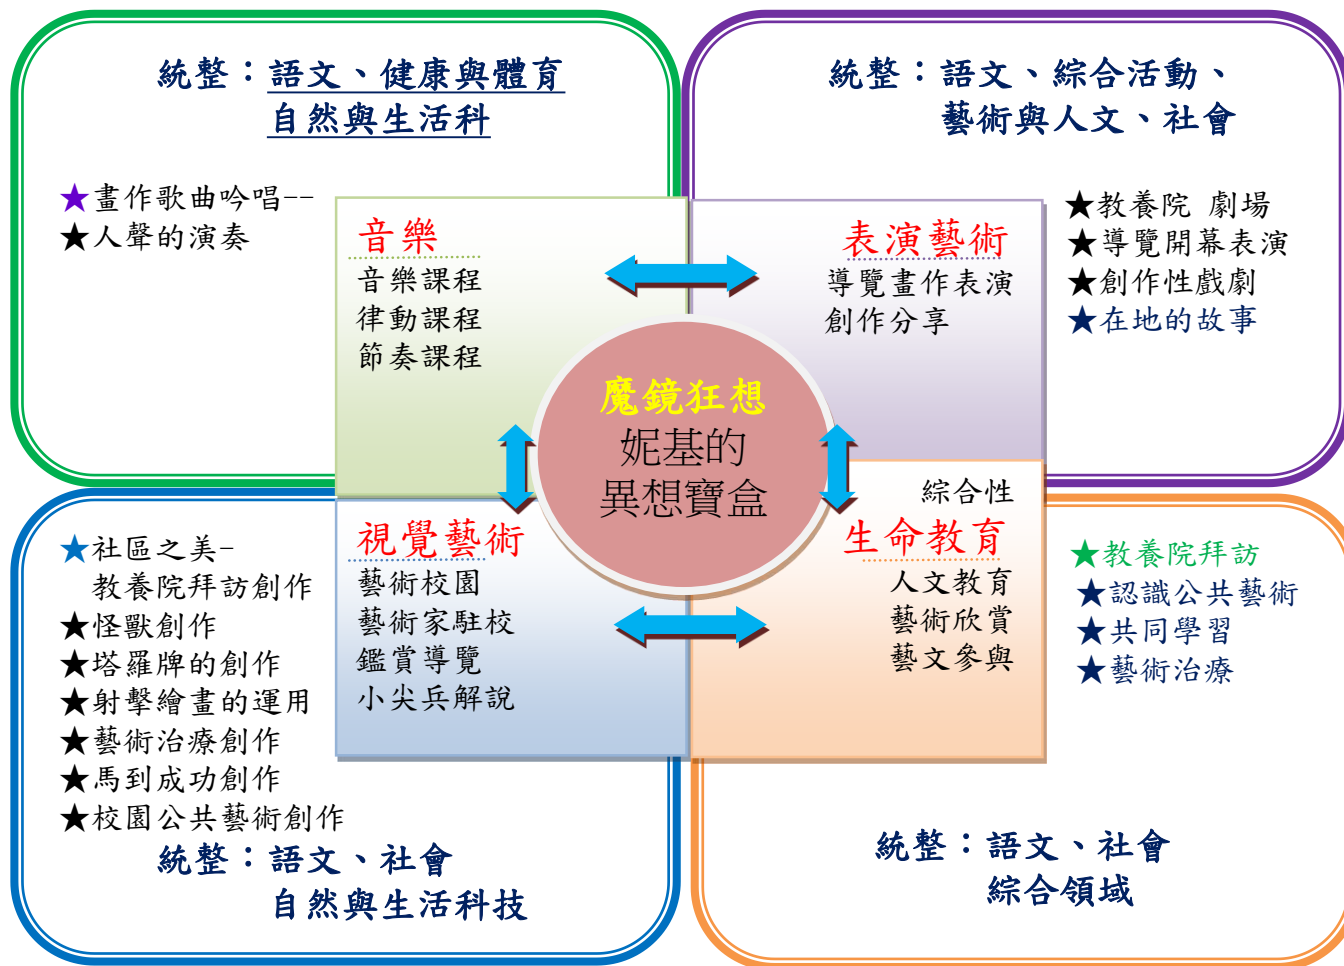 統整：語文、健康與體育
自然與生活科
★畫作歌曲吟唱--
★人聲的演奏
音樂
音樂課程
律動課程
節奏課程
統整：語文、綜合活動、
藝術與人文、社會
表演藝術
導覽畫作表演
創作分享
★教養院 劇場
★導覽開幕表演
★創作性戲劇
★在地的故事
魔鏡狂想
妮基的
異想寶盒
★社區之美-
教養院拜訪創作
★怪獸創作
★塔羅牌的創作
★射擊繪畫的運用
★藝術治療創作
★馬到成功創作
★校園公共藝術創作
統整：語文、社會
自然與生活科技
視覺藝術
藝術校園
藝術家駐校
鑑賞導覽
小尖兵解說
綜合性
生命教育
人文教育
藝術欣賞
藝文參與
★教養院拜訪
★認識公共藝術
★共同學習
★藝術治療
統整：語文、社會
綜合領域